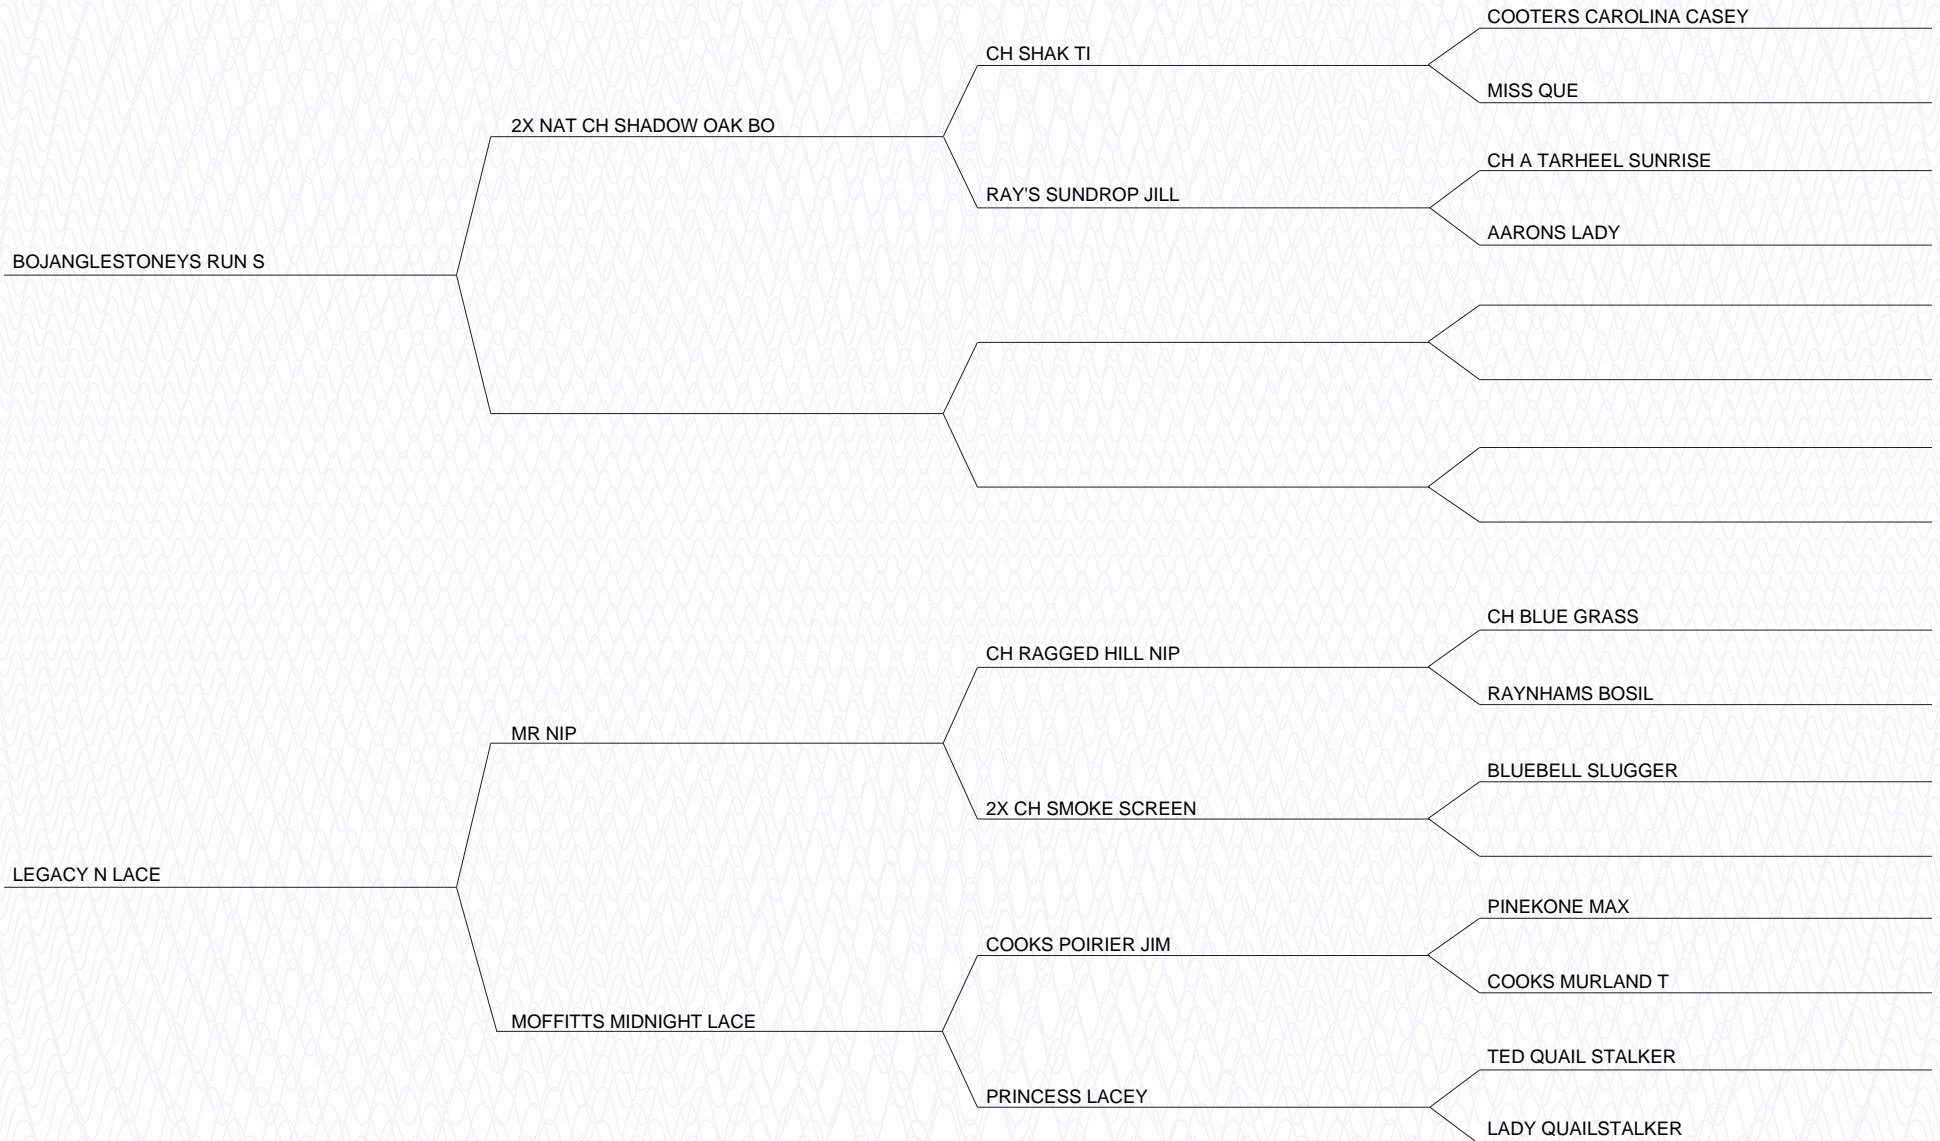 COOTERS CAROLINA CASEY
CH SHAK TI
MISS QUE
2X NAT CH SHADOW OAK BO
CH A TARHEEL SUNRISE
RAY'S SUNDROP JILL
AARONS LADY
BOJANGLESTONEYS RUN S
CH BLUE GRASS
CH RAGGED HILL NIP
RAYNHAMS BOSIL
MR NIP
BLUEBELL SLUGGER
2X CH SMOKE SCREEN
LEGACY N LACE
PINEKONE MAX
COOKS POIRIER JIM
COOKS MURLAND T
MOFFITTS MIDNIGHT LACE
TED QUAIL STALKER
PRINCESS LACEY
LADY QUAILSTALKER